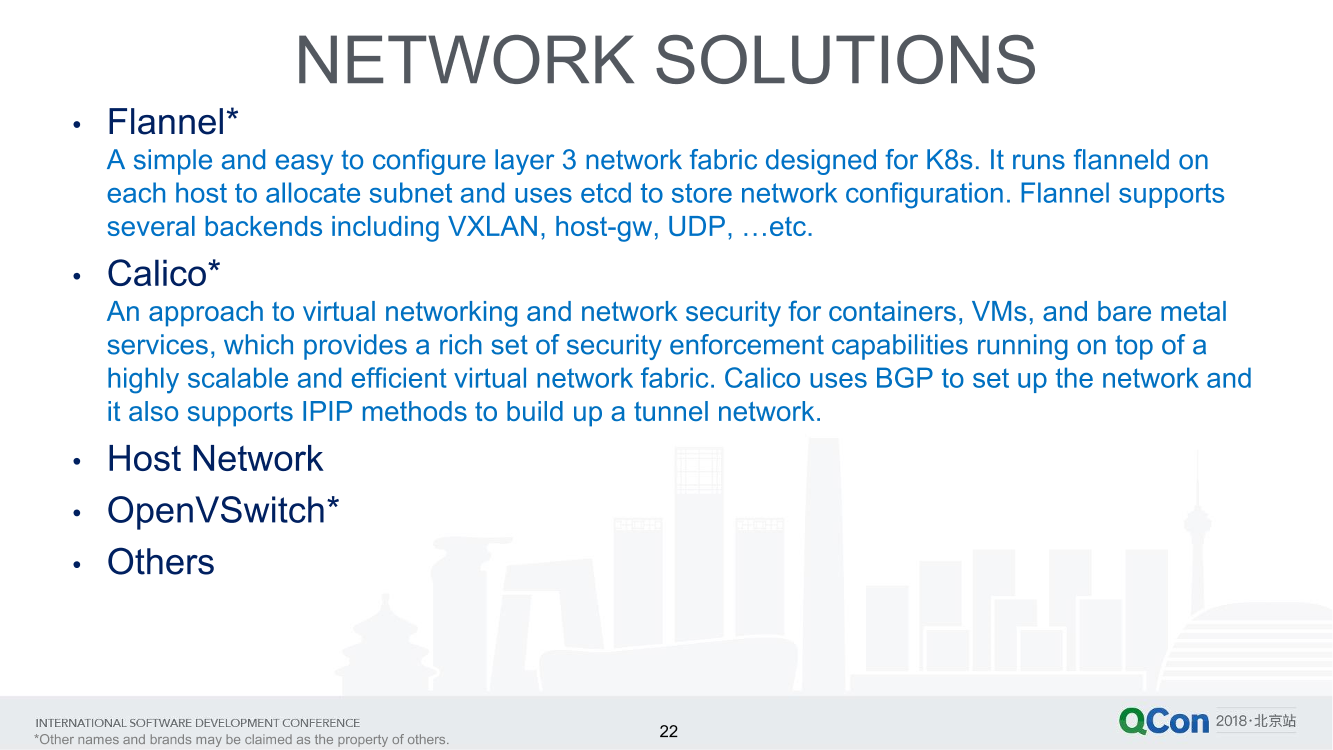 NETWORK SOLUTIONS
• Flannel*
A simple and easy to configure layer 3 network fabric designed for K8s. It runs flanneld on
each host to allocate subnet and uses etcd to store network configuration. Flannel supports
several backends including VXLAN, host-gw, UDP, …etc.
• Calico*
An approach to virtual networking and network security for containers, VMs, and bare metal
services, which provides a rich set of security enforcement capabilities running on top of a
highly scalable and efficient virtual network fabric. Calico uses BGP to set up the network and
it also supports IPIP methods to build up a tunnel network.
• Host Network
• OpenVSwitch*
• Others
INTERNATIONAL SOFTWARE DEVELOPMENT CONFERENCE
*Other names and brands may be claimed as the property of others.
22
QCon 2018·北京站